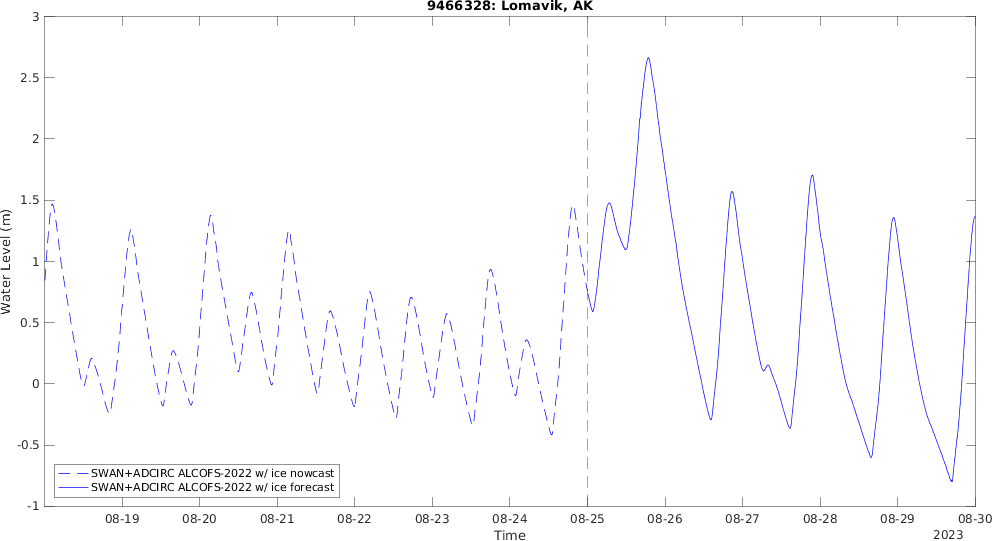 9466328: Lomavik, AK
3
2.5
2
1.5
1
0.5
0
-0.5
-1
Water Level (m)
SWAN+ADCIRC ALCOFS-2022 w/ ice nowcast
SWAN+ADCIRC ALCOFS-2022 w/ ice forecast
08-19 08-20 08-21 08-22 08-23 08-24 08-25 08-26 08-27 08-28 08-29 08-30
Time
2023